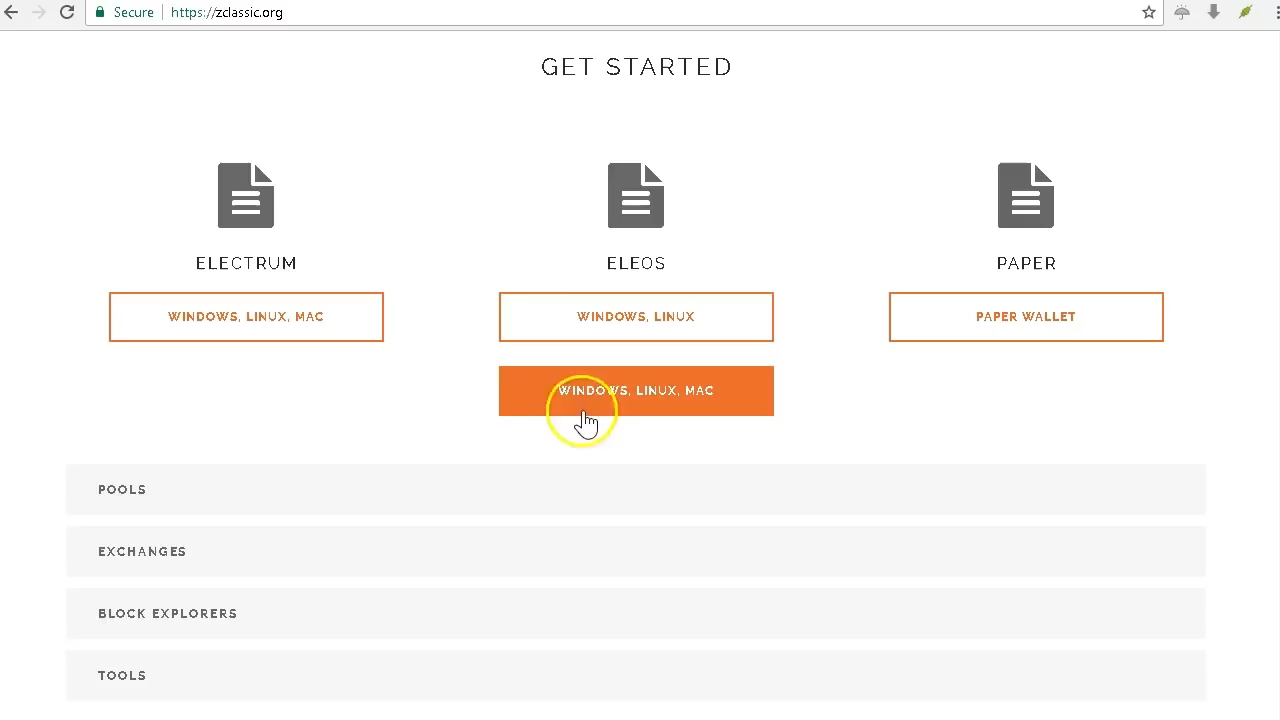 Secure | https://zclassic.org
GET STARTED
ELECTRUM
WINDOWS, LINUX, MAC
ELEOS
WINDOWS, LINUX
WINDOWS, LINUX, MAC
PAPER
PAPER WALLET
POOLS
EXCHANGES
BLOCK EXPLORERS
TOOLS